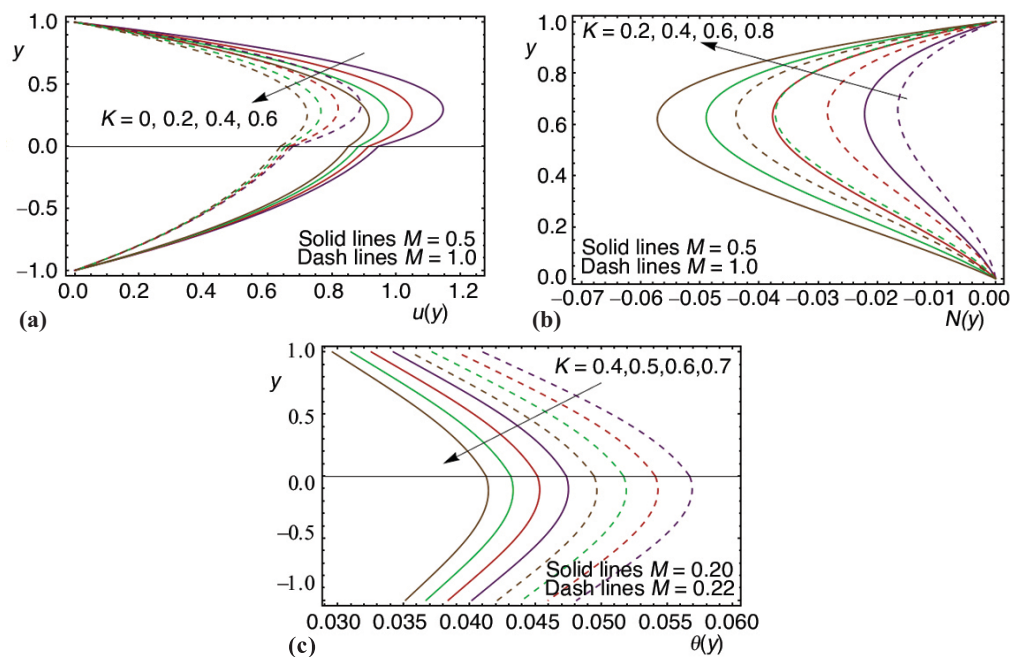 y
1.0
0.5
K = 0, 0.2, 0.4, 0.6
0.0
−0.5
Solid lines M = 0.5
Dash lines M = 1.0
−1.0
0.0 0.2 0.4 0.6 0.8 1.0 1.2
u(y)
(a)
y
1.0
K = 0.2, 0.4, 0.6, 0.8
0.8
0.6
0.4
0.2
Solid lines M = 0.5
Dash lines M = 1.0
0.0
−0.07 −0.06 −0.04 −0.03 −0.02 −0.01 0.00
N(y)
(b)
y
1.0
K = 0.4,0.5,0.6,0.7
0.5
0.0
−0.5
Solid lines M = 0.20
−1.0
Dash lines M = 0.22
0.030 0.035 0.040 0.045 0.050 0.055 0.060
θ(y)
(c)